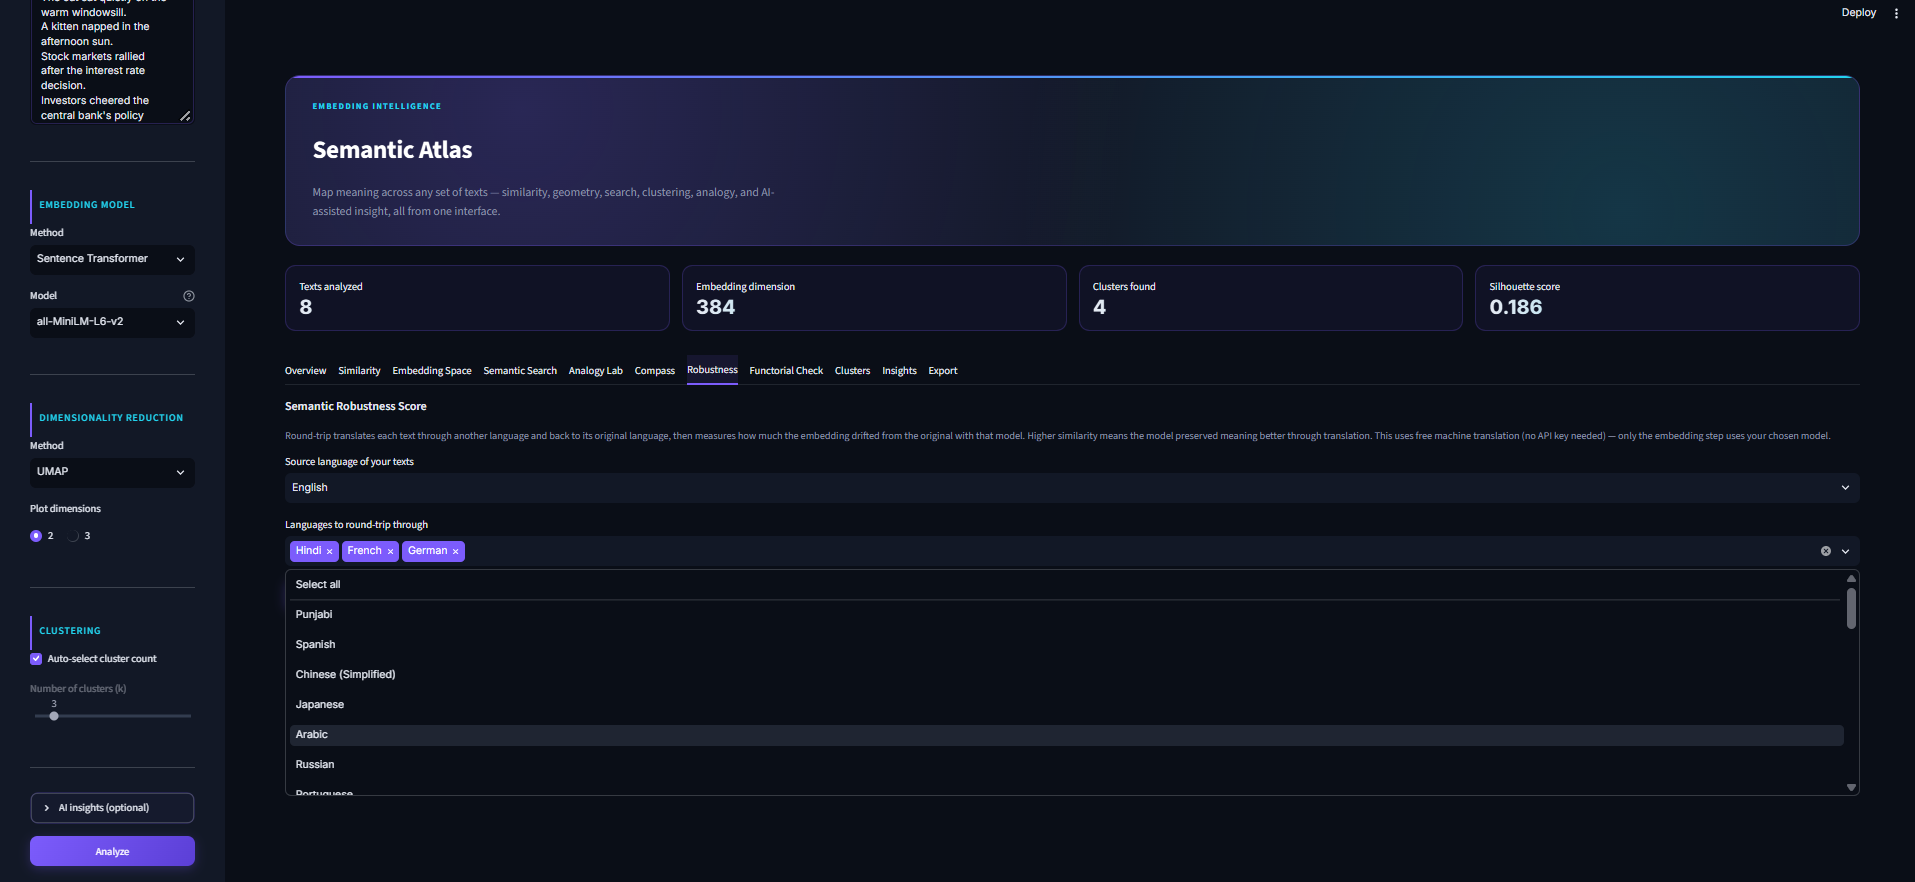 warm windowsill.
A kitten napped in the
afternoon sun.
Stock markets rallied
after the interest rate
decision.
Investors cheered the
central bank's policy
EMBEDDING MODEL
Method
Sentence Transformer
Model
all-MiniLM-L6-v2
DIMENSIONALITY REDUCTION
Method
UMAP
Plot dimensions
2 3
CLUSTERING
Auto-select cluster count
Number of clusters (k)
3
AI insights (optional)
Analyze
Deploy
EMBEDDING INTELLIGENCE
Semantic Atlas
Map meaning across any set of texts — similarity, geometry, search, clustering, analogy, and AI-
assisted insight, all from one interface.
Texts analyzed
8
Embedding dimension
384
Clusters found
4
Silhouette score
0.186
Overview Similarity Embedding Space Semantic Search Analogy Lab Compass Robustness Functorial Check Clusters Insights Export
Semantic Robustness Score
Round-trip translates each text through another language and back to its original language, then measures how much the embedding drifted from the original with that model. Higher similarity means the model preserved meaning better through translation. This uses free machine translation (no API key needed) — only the embedding step uses your chosen model.
Source language of your texts
English
Languages to round-trip through
Hindi × French × German ×
Select all
Punjabi
Spanish
Chinese (Simplified)
Japanese
Arabic
Russian
Portuguese